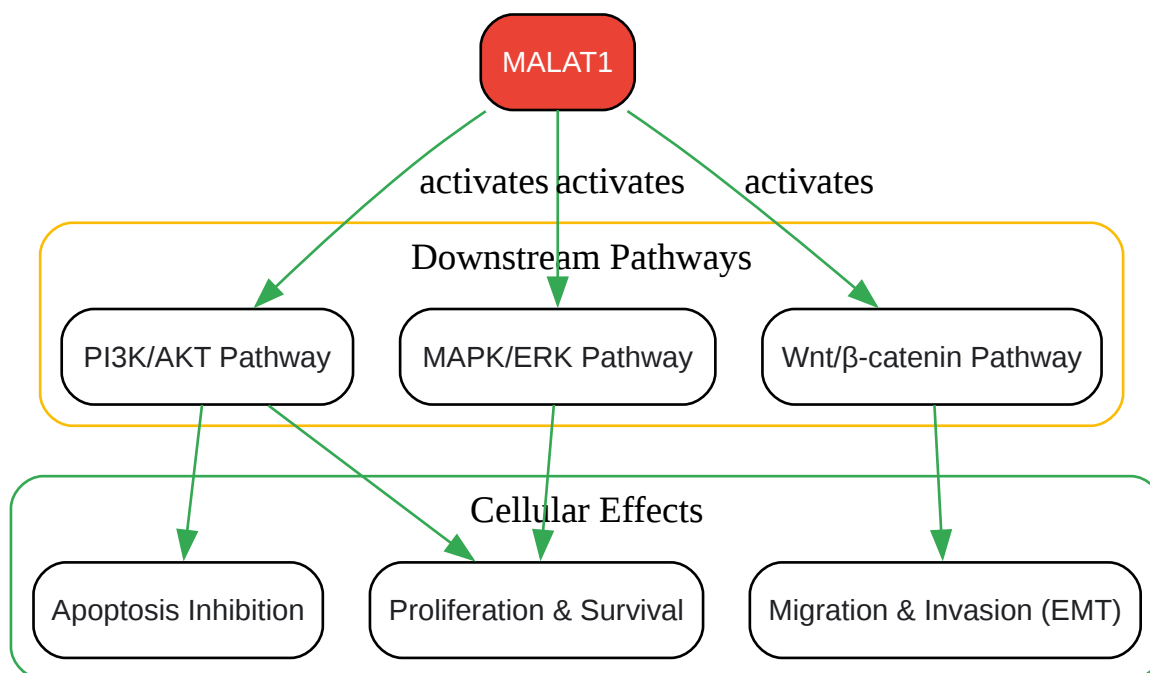 MALAT1
activates
activates
activates
Downstream Pathways
PI3K/AKT Pathway
MAPK/ERK Pathway
Wnt/β-catenin Pathway
Cellular Effects
Apoptosis Inhibition
Proliferation & Survival
Migration & Invasion (EMT)